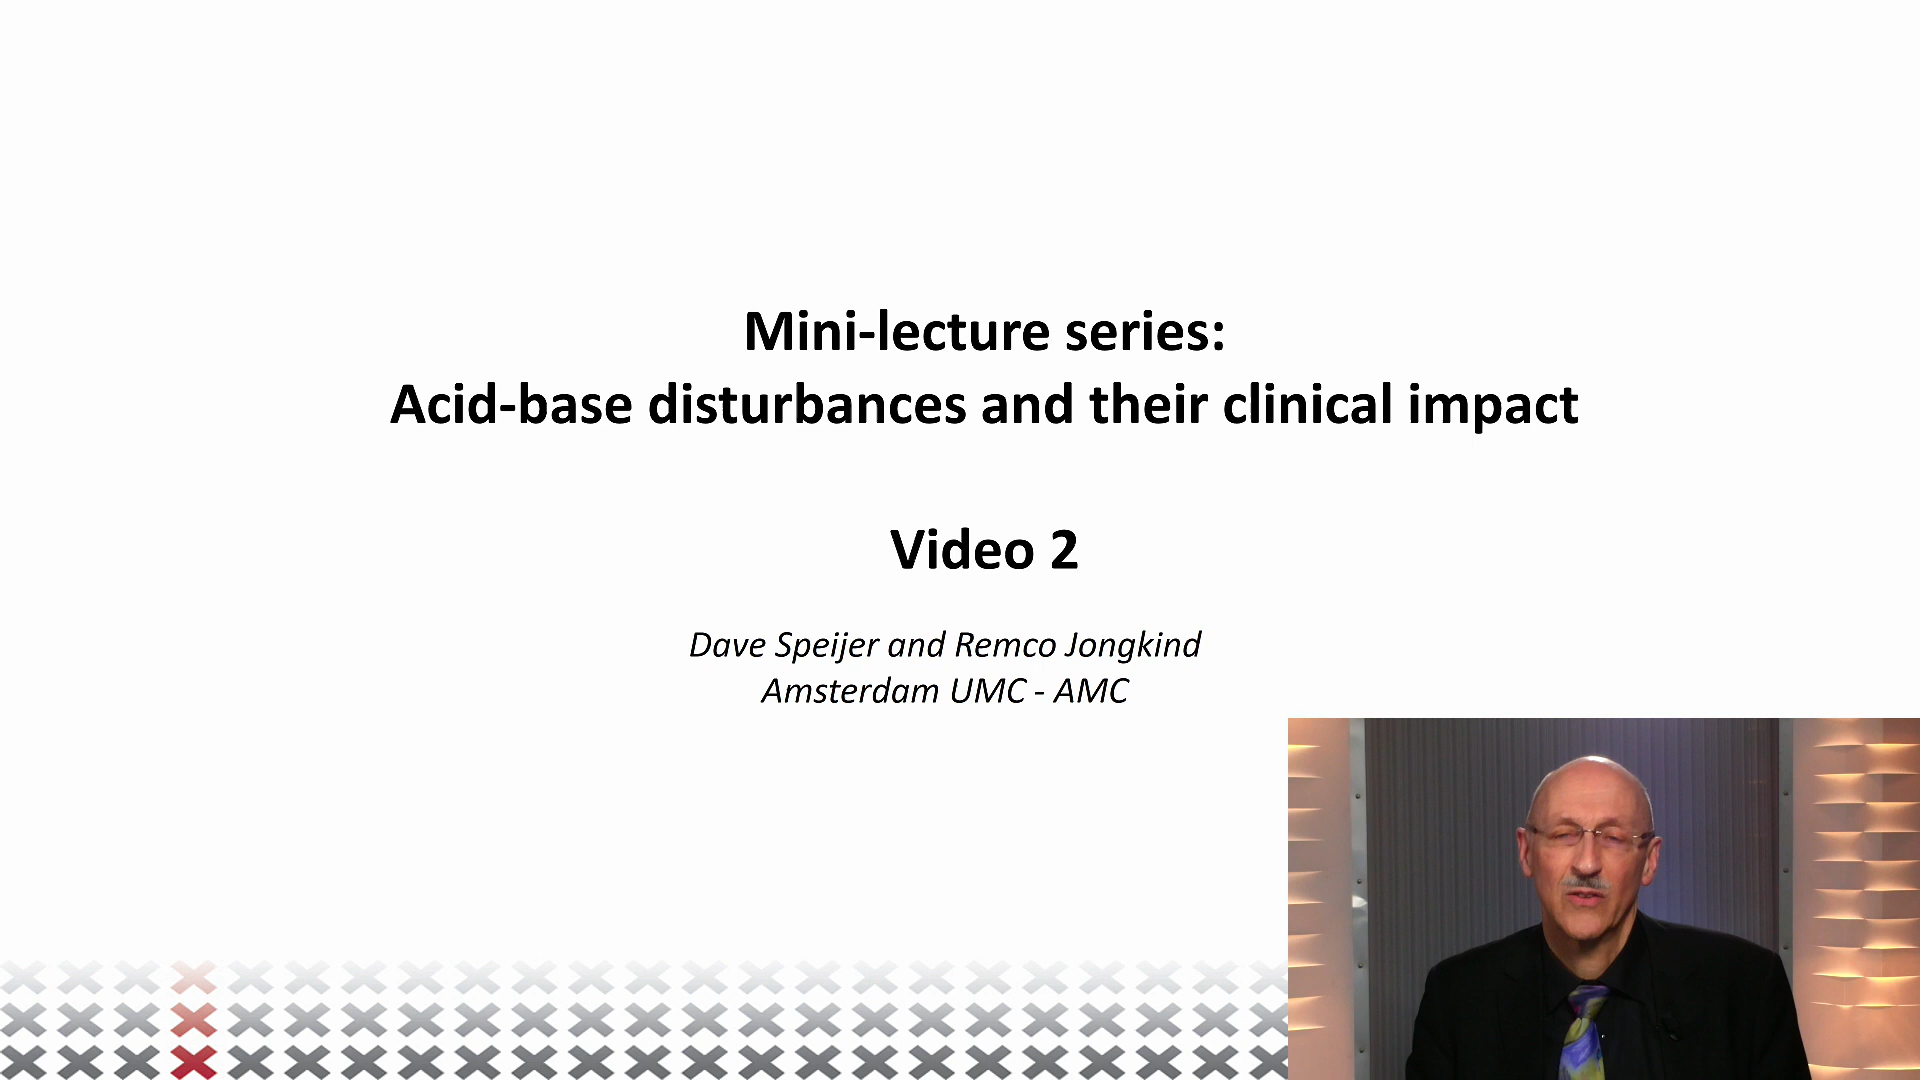 Mini-lecture series:
Acid-base disturbances and their clinical impact
Video 2
Dave Speijer and Remco Jongkind
Amsterdam UMC - AMC